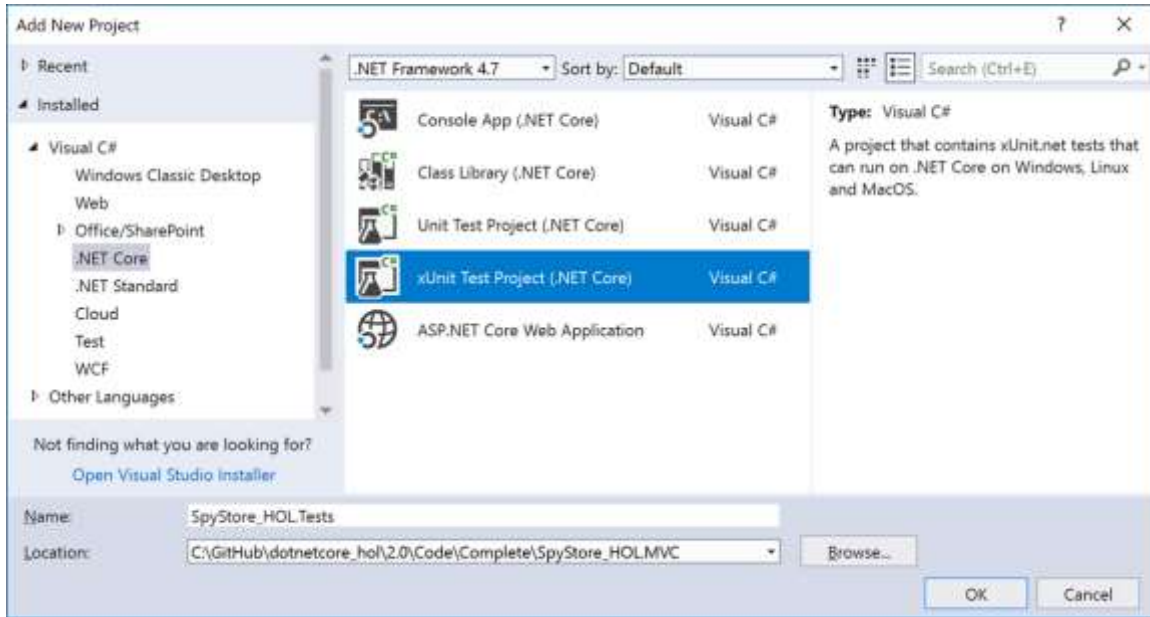 Add New Project
?
Recent
Installed
Visual C#
Windows Classic Desktop
Web
Office/SharePoint
.NET Core
.NET Standard
Cloud
Test
WCF
Other Languages
Not finding what you are looking for?
Open Visual Studio Installer
.NET Framework 4.7
Sort by: Default
Search (Ctrl+E)
Console App (.NET Core) Visual C#
Class Library (.NET Core) Visual C#
Unit Test Project (.NET Core) Visual C#
xUnit Test Project (.NET Core) Visual C#
ASP.NET Core Web Application Visual C#
Type: Visual C#
A project that contains xUnit.net tests that
can run on .NET Core on Windows, Linux
and MacOS.
Name: SpyStore_HOL.Tests
Location: C:\GitHub\dotnetcore_hol\2.0\Code\Complete\SpyStore_HOL.MVC
Browse...
OK
Cancel